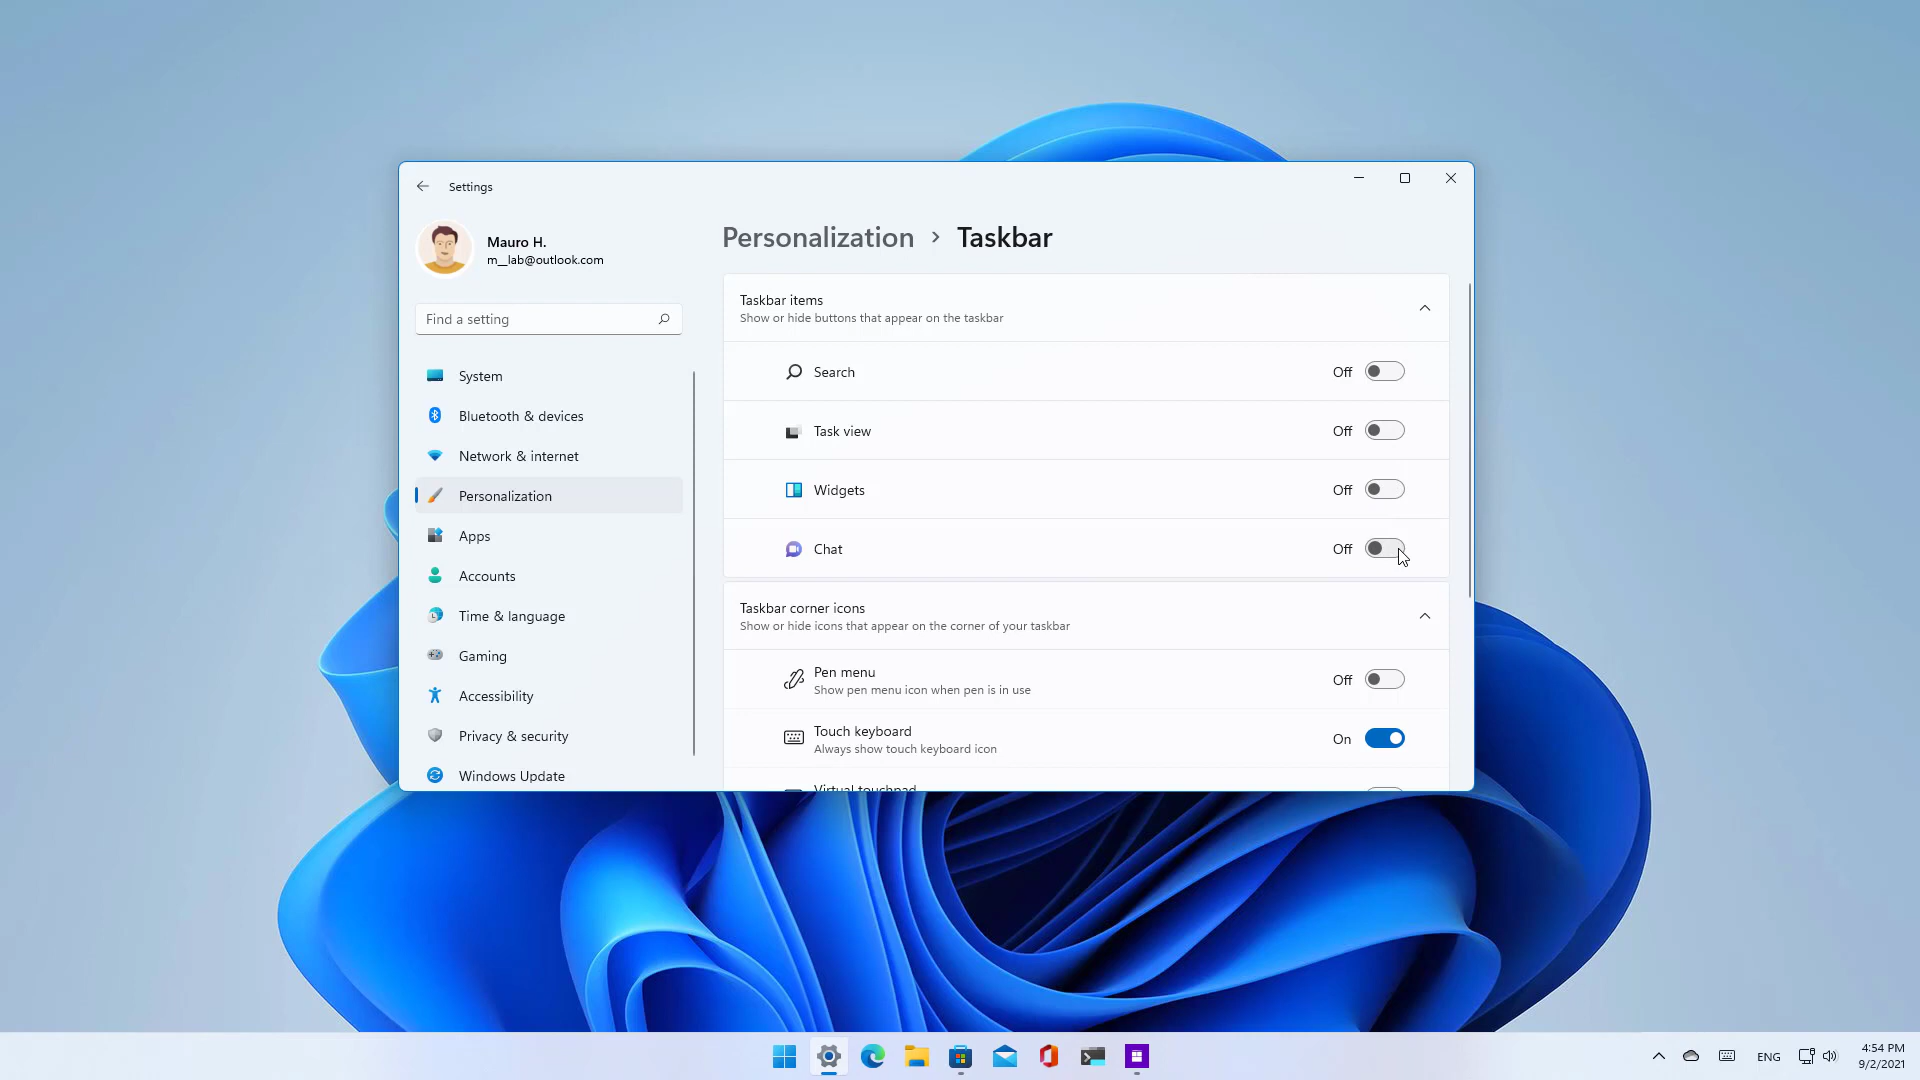 Settings
Mauro H.
m__lab@outlook.com
Find a setting
System
Bluetooth & devices
Network & internet
Personalization
Apps
Accounts
Time & language
Gaming
Accessibility
Privacy & security
Windows Update
Personalization > Taskbar
Taskbar items
Show or hide buttons that appear on the taskbar
Search Off
Task view Off
Widgets Off
Chat Off
Taskbar corner icons
Show or hide icons that appear on the corner of your taskbar
Pen menu
Show pen menu icon when pen is in use
Off
Touch keyboard
Always show touch keyboard icon
On
Virtual touchpad
ENG
4:54 PM
9/2/2021